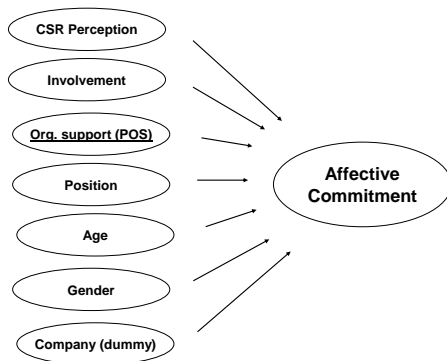 CSR Perception
Involvement
Org. support (POS)
Position
Age
Gender
Company (dummy)
Affective
Commitment